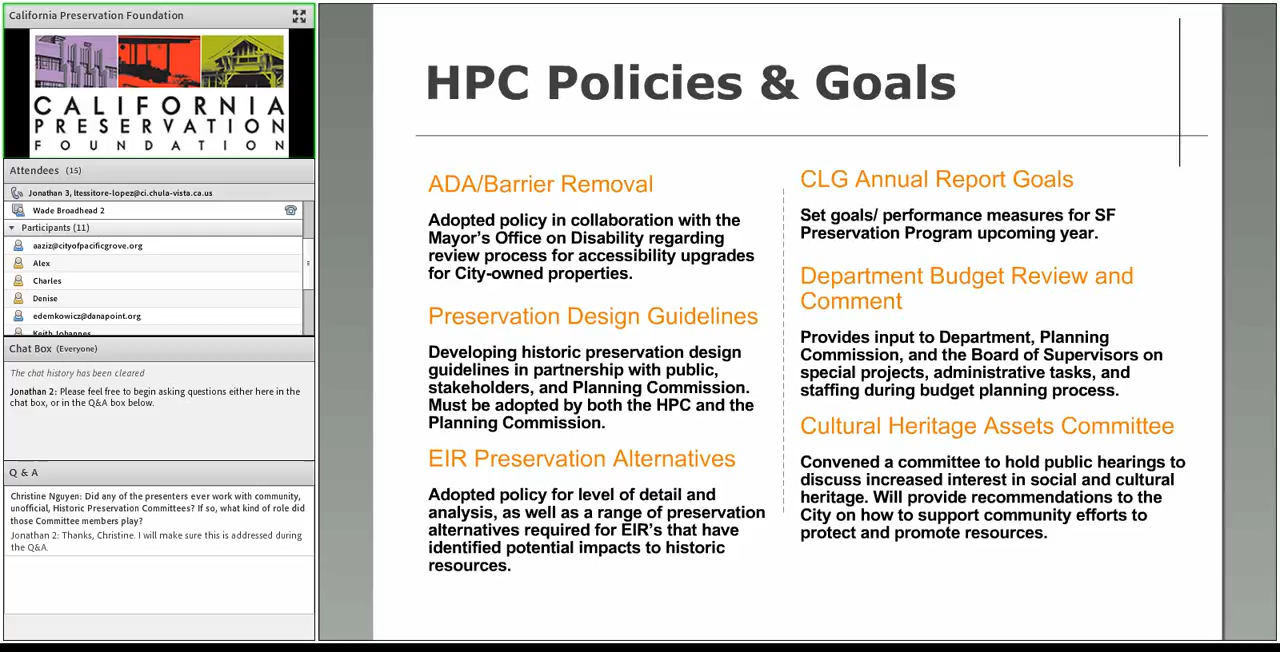 California Preservation Foundation
CALIFORNIA
PRESERVATION
FOUNDATION
Attendees (15)
Jonathan 3, ltessitore-lopez@ci.chula-vista.ca.us
Wade Broadhead 2
Participants (11)
aaziz@cityofpacificgrove.org
Alex
Charles
Denise
edemkowicz@danapoint.org
Keith Johannes
Chat Box (Everyone)
The chat history has been cleared
Jonathan 2: Please feel free to begin asking questions either here in the
chat box, or in the Q&A box below.
Q & A
Christine Nguyen: Did any of the presenters ever work with community,
unofficial, Historic Preservation Committees? If so, what kind of role did
those Committee members play?
Jonathan 2: Thanks, Christine. I will make sure this is addressed during
the Q&A.
HPC Policies & Goals
ADA/Barrier Removal
Adopted policy in collaboration with the
Mayor's Office on Disability regarding
review process for accessibility upgrades
for City-owned properties.
Preservation Design Guidelines
Developing historic preservation design
guidelines in partnership with public,
stakeholders, and Planning Commission.
Must be adopted by both the HPC and the
Planning Commission.
EIR Preservation Alternatives
Adopted policy for level of detail and
analysis, as well as a range of preservation
alternatives required for EIR's that have
identified potential impacts to historic
resources.
CLG Annual Report Goals
Set goals/ performance measures for SF
Preservation Program upcoming year.
Department Budget Review and
Comment
Provides input to Department, Planning
Commission, and the Board of Supervisors on
special projects, administrative tasks, and
staffing during budget planning process.
Cultural Heritage Assets Committee
Convened a committee to hold public hearings to
discuss increased interest in social and cultural
heritage. Will provide recommendations to the
City on how to support community efforts to
protect and promote resources.